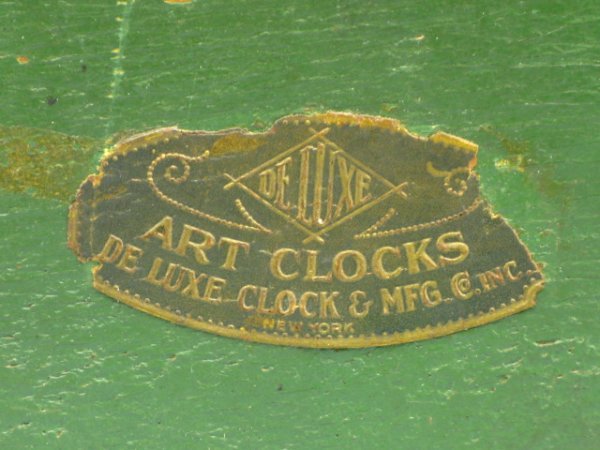 DE LUXE
ART CLOCKS
DE LUXE CLOCK & MFG Co. INC.
NEW YORK